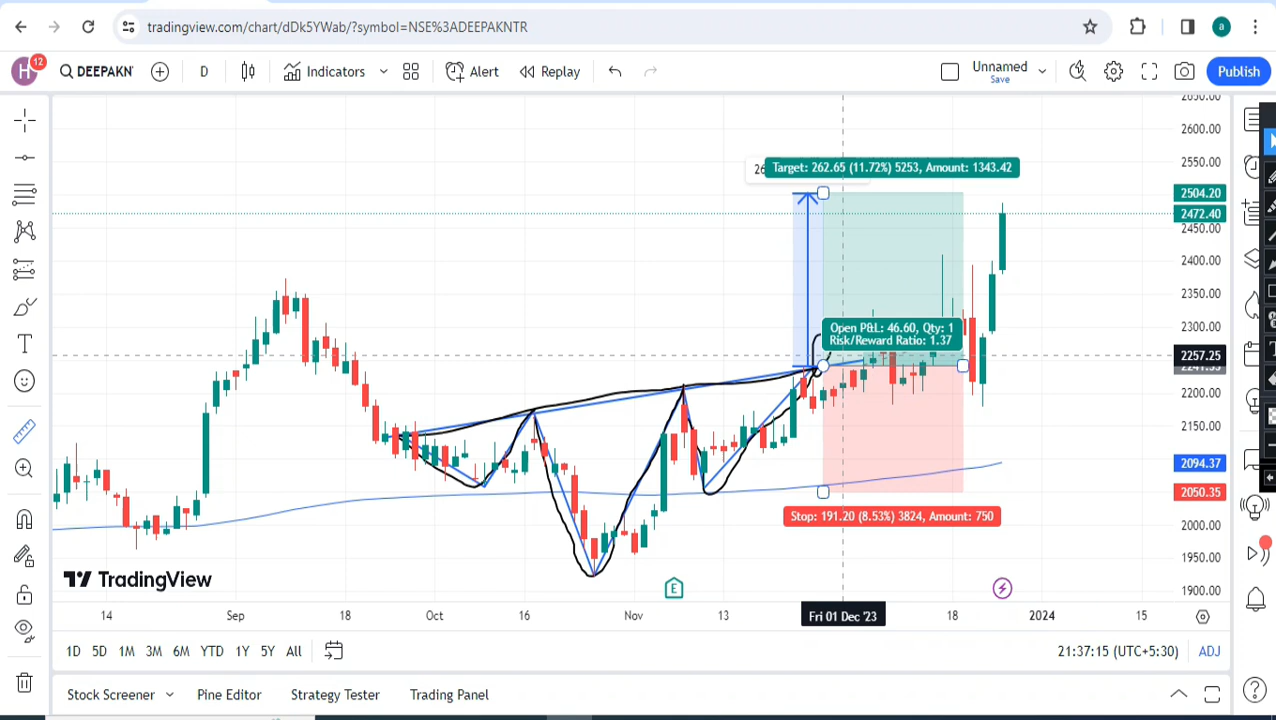 tradingview.com/chart/dDk5YWab/?symbol=NSE%3ADEEPAKNTR
a
H
12
DEEPAKN
D
Indicators
Alert
Replay
Unnamed
Save
Publish
2650.00
2600.00
2550.00
2504.20
2472.40
2450.00
2400.00
2350.00
2300.00
2257.25
2200.00
2150.00
2094.37
2050.35
2000.00
1950.00
1900.00
26
Target: 262.65 (11.72%) 5253, Amount: 1343.42
Open P&L: 46.60, Qty: 1
Risk/Reward Ratio: 1.37
Stop: 191.20 (8.53%) 3824, Amount: 750
TradingView
E
14
Sep
18
Oct
16
Nov
13
Fri 01 Dec '23
18
2024
15
1D
5D
1M
3M
6M
YTD
1Y
5Y
All
21:37:15 (UTC+5:30)
ADJ
Stock Screener
Pine Editor
Strategy Tester
Trading Panel